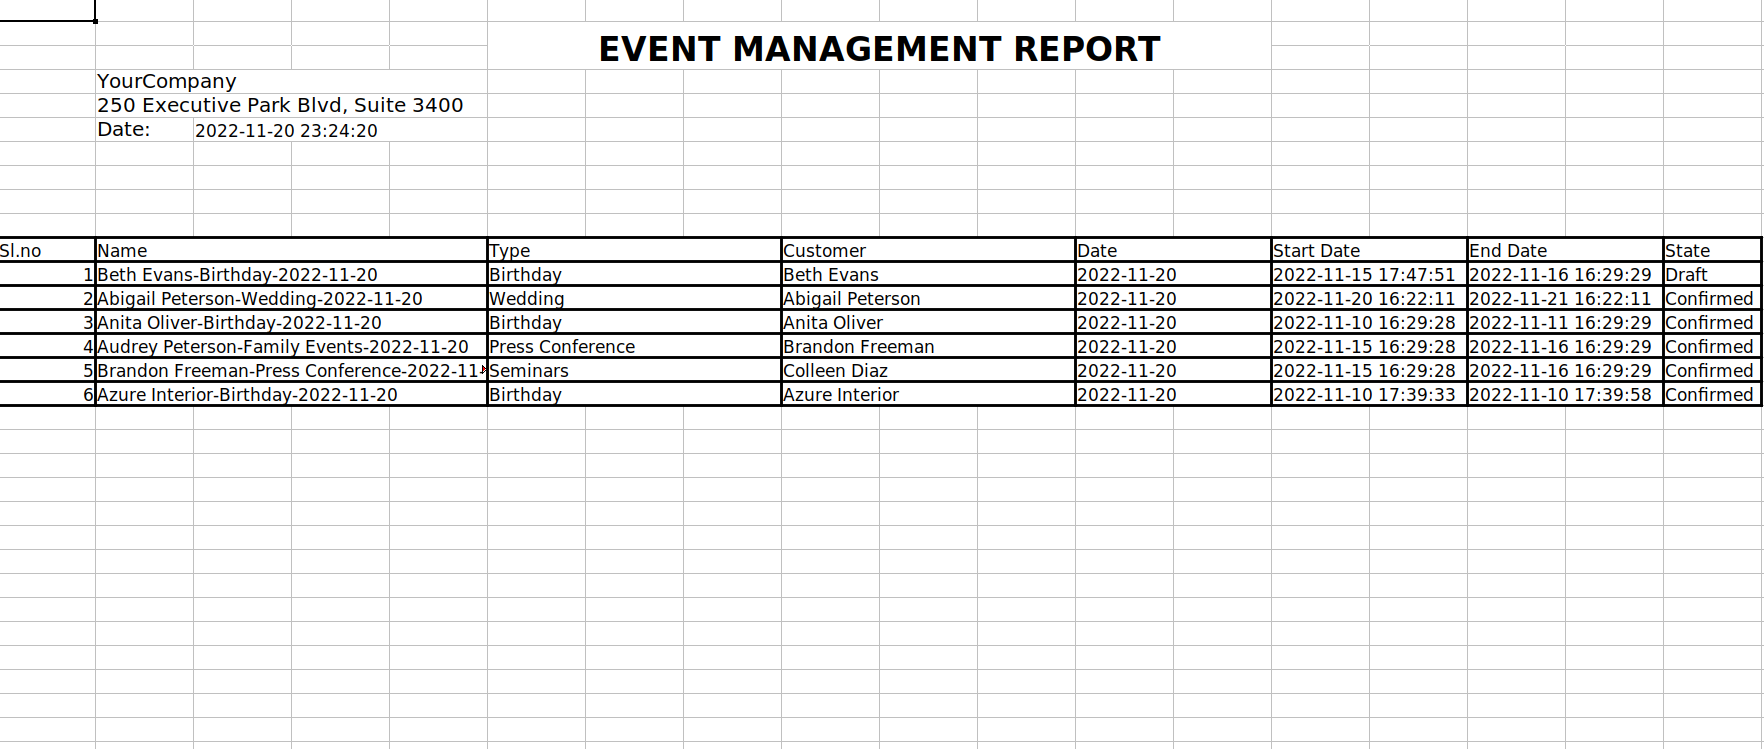 EVENT MANAGEMENT REPORT
YourCompany
250 Executive Park Blvd, Suite 3400
Date: 2022-11-20 23:24:20
Sl.no Name Type Customer Date Start Date End Date State
1 Beth Evans-Birthday-2022-11-20 Birthday Beth Evans 2022-11-20 2022-11-15 17:47:51 2022-11-16 16:29:29 Draft
2 Abigail Peterson-Wedding-2022-11-20 Wedding Abigail Peterson 2022-11-20 2022-11-20 16:22:11 2022-11-21 16:22:11 Confirmed
3 Anita Oliver-Birthday-2022-11-20 Birthday Anita Oliver 2022-11-20 2022-11-10 16:29:28 2022-11-11 16:29:29 Confirmed
4 Audrey Peterson-Family Events-2022-11-20 Press Conference Brandon Freeman 2022-11-20 2022-11-15 16:29:28 2022-11-16 16:29:29 Confirmed
5 Brandon Freeman-Press Conference-2022-11- Seminars Colleen Diaz 2022-11-20 2022-11-15 16:29:28 2022-11-16 16:29:29 Confirmed
6 Azure Interior-Birthday-2022-11-20 Birthday Azure Interior 2022-11-20 2022-11-10 17:39:33 2022-11-10 17:39:58 Confirmed